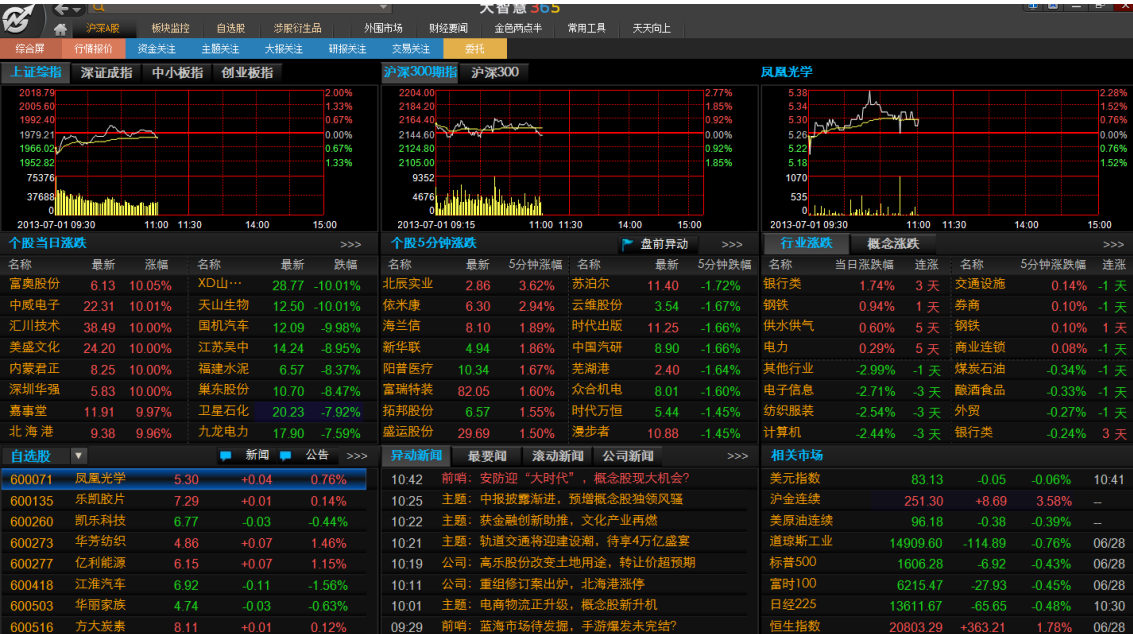 大智慧365
沪深A股 板块监控 自选股 涉股衍生品 外围市场 财经要闻 金色两点半 常用工具 天天向上
综合屏 行情报价 资金关注 主题关注 大报关注 研报关注 交易关注 委托
上证综指 深证成指 中小板指 创业板指 沪深300期指 沪深300 凤凰光学
2018.79 2.00% 2204.00 2.77% 5.38 2.28%
2005.60 1.33% 2184.20 1.85% 5.34 1.52%
1992.40 0.67% 2164.40 0.92% 5.30 0.76%
1979.21 0.00% 2144.60 0.00% 5.26 0.00%
1966.02 0.67% 2124.80 0.92% 5.22 0.76%
1952.82 1.33% 2105.00 1.85% 5.18 1.52%
75376 9352 1070
37688 4676 535
0 0 0
2013-07-01 09:30 11:00 11:30 14:00 15:00 2013-07-01 09:15 11:00 11:30 14:00 15:00 2013-07-01 09:30 11:00 11:30 14:00 15:00
个股当日涨跌 >>> 个股5分钟涨跌 盘前异动 >>> 行业涨跌 概念涨跌 >>>
名称 最新 涨幅 名称 最新 跌幅 名称 最新 5分钟涨幅 名称 最新 5分钟跌幅 名称 当日涨跌幅 连涨 名称 5分钟涨跌幅 连涨
富奥股份 6.13 10.05% XD山… 28.77 -10.01% 北辰实业 2.86 3.62% 苏泊尔 11.40 -1.72% 银行类 1.74% 3 天 交通设施 0.14% -1 天
中威电子 22.31 10.01% 天山生物 12.50 -10.01% 依米康 6.30 2.94% 云维股份 3.54 -1.67% 钢铁 0.94% 1 天 券商 0.10% -1 天
汇川技术 38.49 10.00% 国机汽车 12.09 -9.98% 海兰信 8.10 1.89% 时代出版 11.25 -1.66% 供水供气 0.60% 5 天 钢铁 0.10% 1 天
美盛文化 24.20 10.00% 江苏吴中 14.24 -8.95% 新华联 4.94 1.86% 中国汽研 8.90 -1.66% 电力 0.29% 5 天 商业连锁 0.08% -1 天
内蒙君正 8.25 10.00% 福建水泥 6.57 -8.37% 阳普医疗 10.34 1.67% 芜湖港 2.40 -1.64% 其他行业 -2.99% -1 天 煤炭石油 -0.34% -1 天
深圳华强 5.83 10.00% 巢东股份 10.70 -8.47% 富瑞特装 82.05 1.60% 众合机电 8.01 -1.60% 电子信息 -2.71% -3 天 酿酒食品 -0.33% -1 天
嘉事堂 11.91 9.97% 卫星石化 20.23 -7.92% 拓邦股份 6.57 1.55% 时代万恒 5.44 -1.45% 纺织服装 -2.54% -3 天 外贸 -0.27% -1 天
北海港 9.38 9.96% 九龙电力 17.90 -7.59% 盛运股份 29.69 1.50% 漫步者 10.88 -1.45% 计算机 -2.44% -3 天 银行类 -0.24% 3 天
自选股 新闻 公告 >>> 异动新闻 最要闻 滚动新闻 公司新闻 >>> 相关市场
600071 凤凰光学 5.30 +0.04 0.76% 10:42 前哨：安防迎“大时代”，概念股现大机会? 美元指数 83.13 -0.05 -0.06% 10:41
600135 乐凯胶片 7.29 +0.01 0.14% 10:25 主题：中报披露渐进，预增概念股独领风骚 沪金连续 251.30 +8.69 3.58% --
600260 凯乐科技 6.77 -0.03 -0.44% 10:22 主题：获金融创新助推，文化产业再燃 美原油连续 96.18 -0.38 -0.39% --
600273 华芳纺织 4.86 +0.07 1.46% 10:21 主题：轨道交通将迎建设潮，待享4万亿盛宴 道琼斯工业 14909.60 -114.89 -0.76% 06/28
600277 亿利能源 6.15 +0.07 1.15% 10:19 公司：高乐股份改变土地用途，转让价超预期 标普500 1606.28 -6.92 -0.43% 06/28
600418 江淮汽车 6.92 -0.11 -1.56% 10:11 公司：重组修订案出炉，北海港涨停 富时100 6215.47 -27.93 -0.45% 06/28
600503 华丽家族 4.74 -0.03 -0.63% 10:01 主题：电商物流正升级，概念股新升机 日经225 13611.67 -65.65 -0.48% 10:30
600516 方大炭素 8.11 +0.01 0.12% 09:29 前哨：蓝海市场待发掘，手游爆发未完结? 恒生指数 20803.29 +363.21 1.78% 06/28